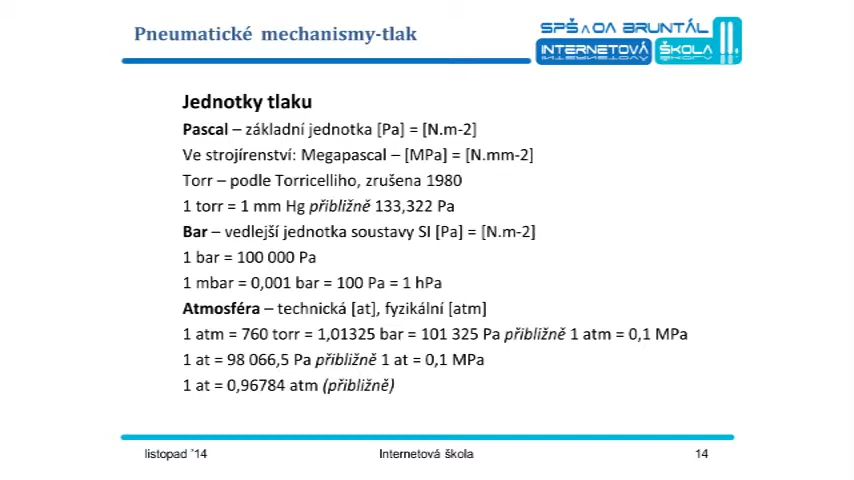 Pneumatické mechanismy-tlak
SPŠ a OA BRUNTÁL
INTERNETOVÁ ŠKOLA II.
Jednotky tlaku
Pascal – základní jednotka [Pa] = [N.m-2]
Ve strojírenství: Megapascal – [MPa] = [N.mm-2]
Torr – podle Torricelliho, zrušena 1980
1 torr = 1 mm Hg přibližně 133,322 Pa
Bar – vedlejší jednotka soustavy SI [Pa] = [N.m-2]
1 bar = 100 000 Pa
1 mbar = 0,001 bar = 100 Pa = 1 hPa
Atmosféra – technická [at], fyzikální [atm]
1 atm = 760 torr = 1,01325 bar = 101 325 Pa přibližně 1 atm = 0,1 MPa
1 at = 98 066,5 Pa přibližně 1 at = 0,1 MPa
1 at = 0,96784 atm (přibližně)
listopad ’14
Internetová škola
14